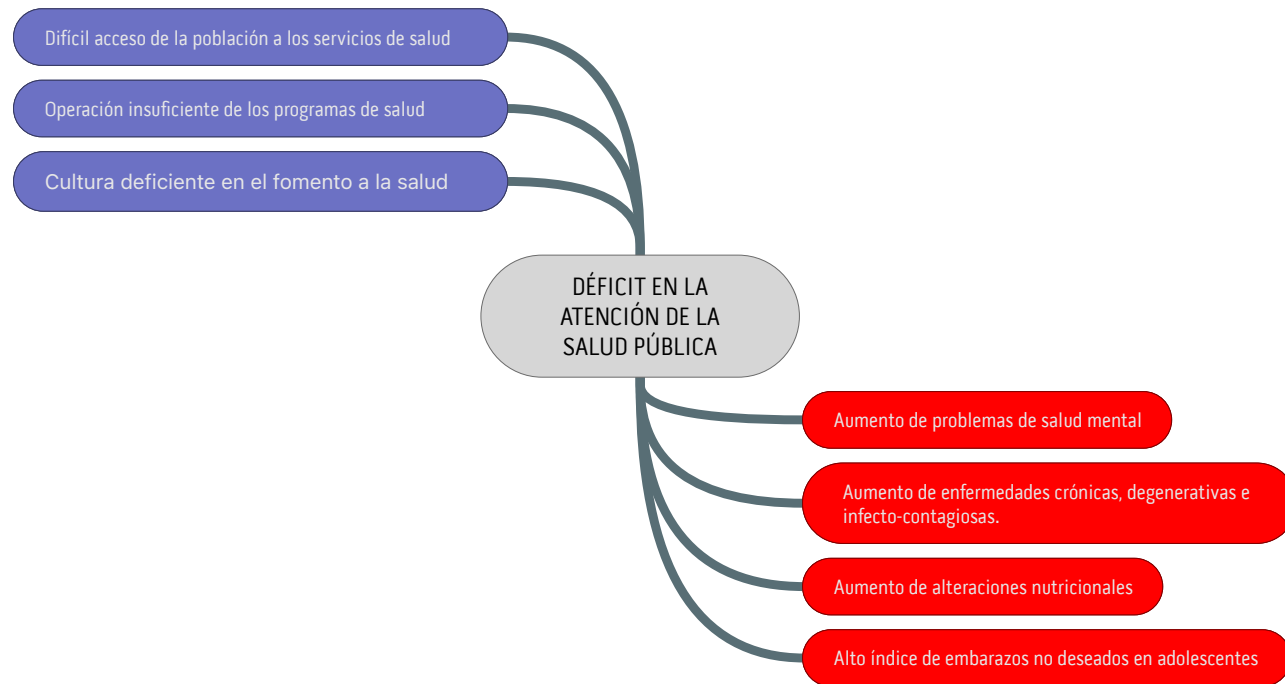 Difícil acceso de la población a los servicios de salud
Operación insuficiente de los programas de salud
Cultura deficiente en el fomento a la salud
DÉFICIT EN LA
ATENCIÓN DE LA
SALUD PÚBLICA
Aumento de problemas de salud mental
Aumento de enfermedades crónicas, degenerativas e
infecto-contagiosas.
Aumento de alteraciones nutricionales
Alto índice de embarazos no deseados en adolescentes